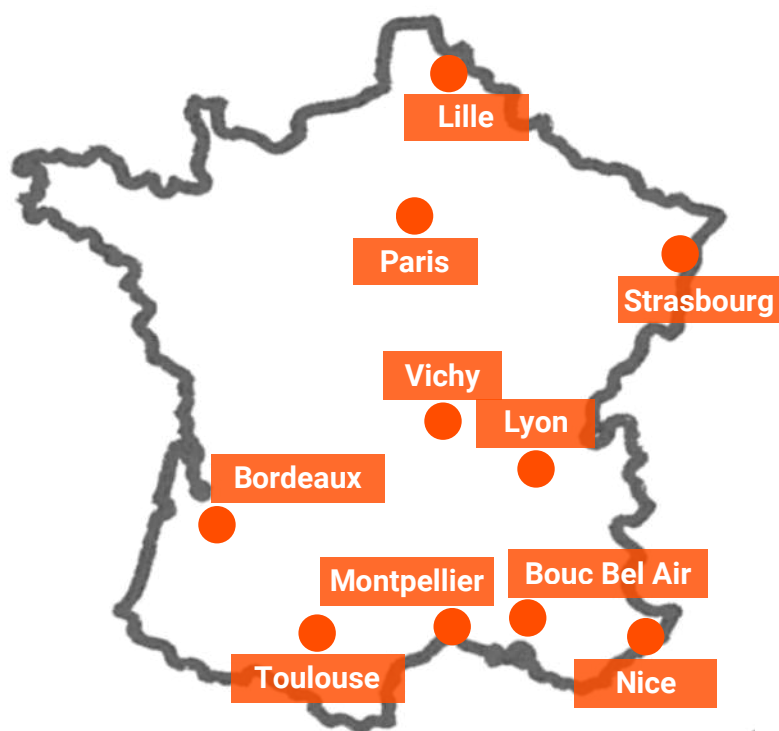 Lille
Paris
Strasbourg
Vichy
Lyon
Bordeaux
Montpellier
Bouc Bel Air
Toulouse
Nice